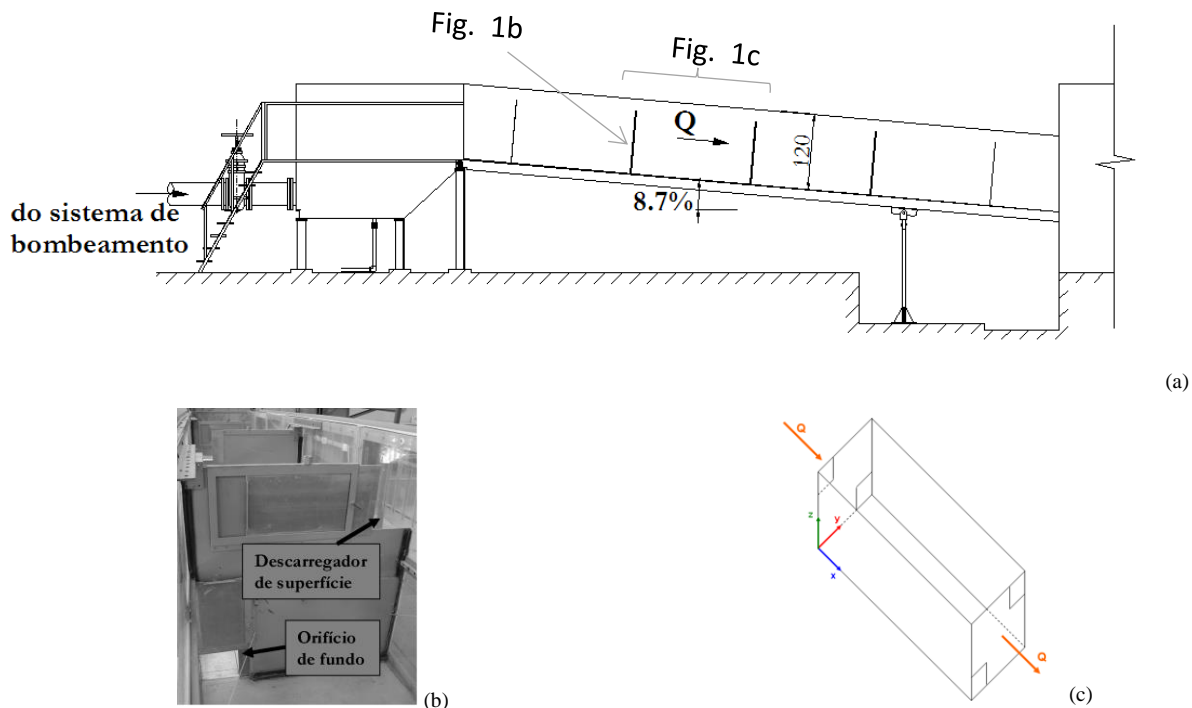 Fig. 1b
Fig. 1c
Q
120
8.7%
do sistema de
bombeamento
(a)
Descarregador
de superfície
Orifício
de fundo
(b)
Q
z
y
x
Q
(c)